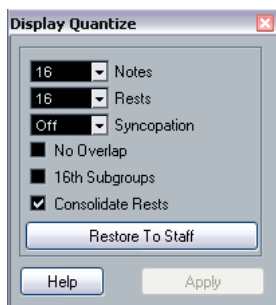 Display Quantize
16 Notes
16 Rests
Off Syncopation
No Overlap
16th Subgroups
Consolidate Rests
Restore To Staff
Help Apply